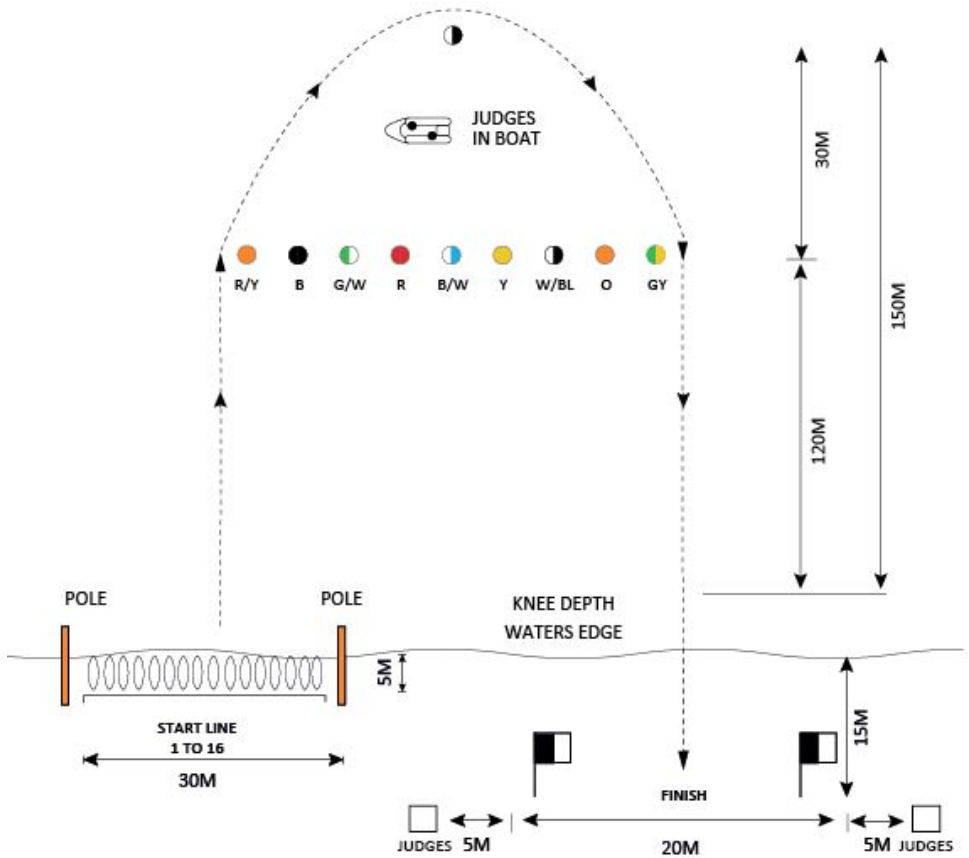 JUDGES
IN BOAT
30M
150M
R/Y B G/W R B/W Y W/BL O GY
120M
POLE
POLE
KNEE DEPTH
WATERS EDGE
5M
START LINE
1 TO 16
30M
15M
FINISH
JUDGES
5M
20M
5M
JUDGES